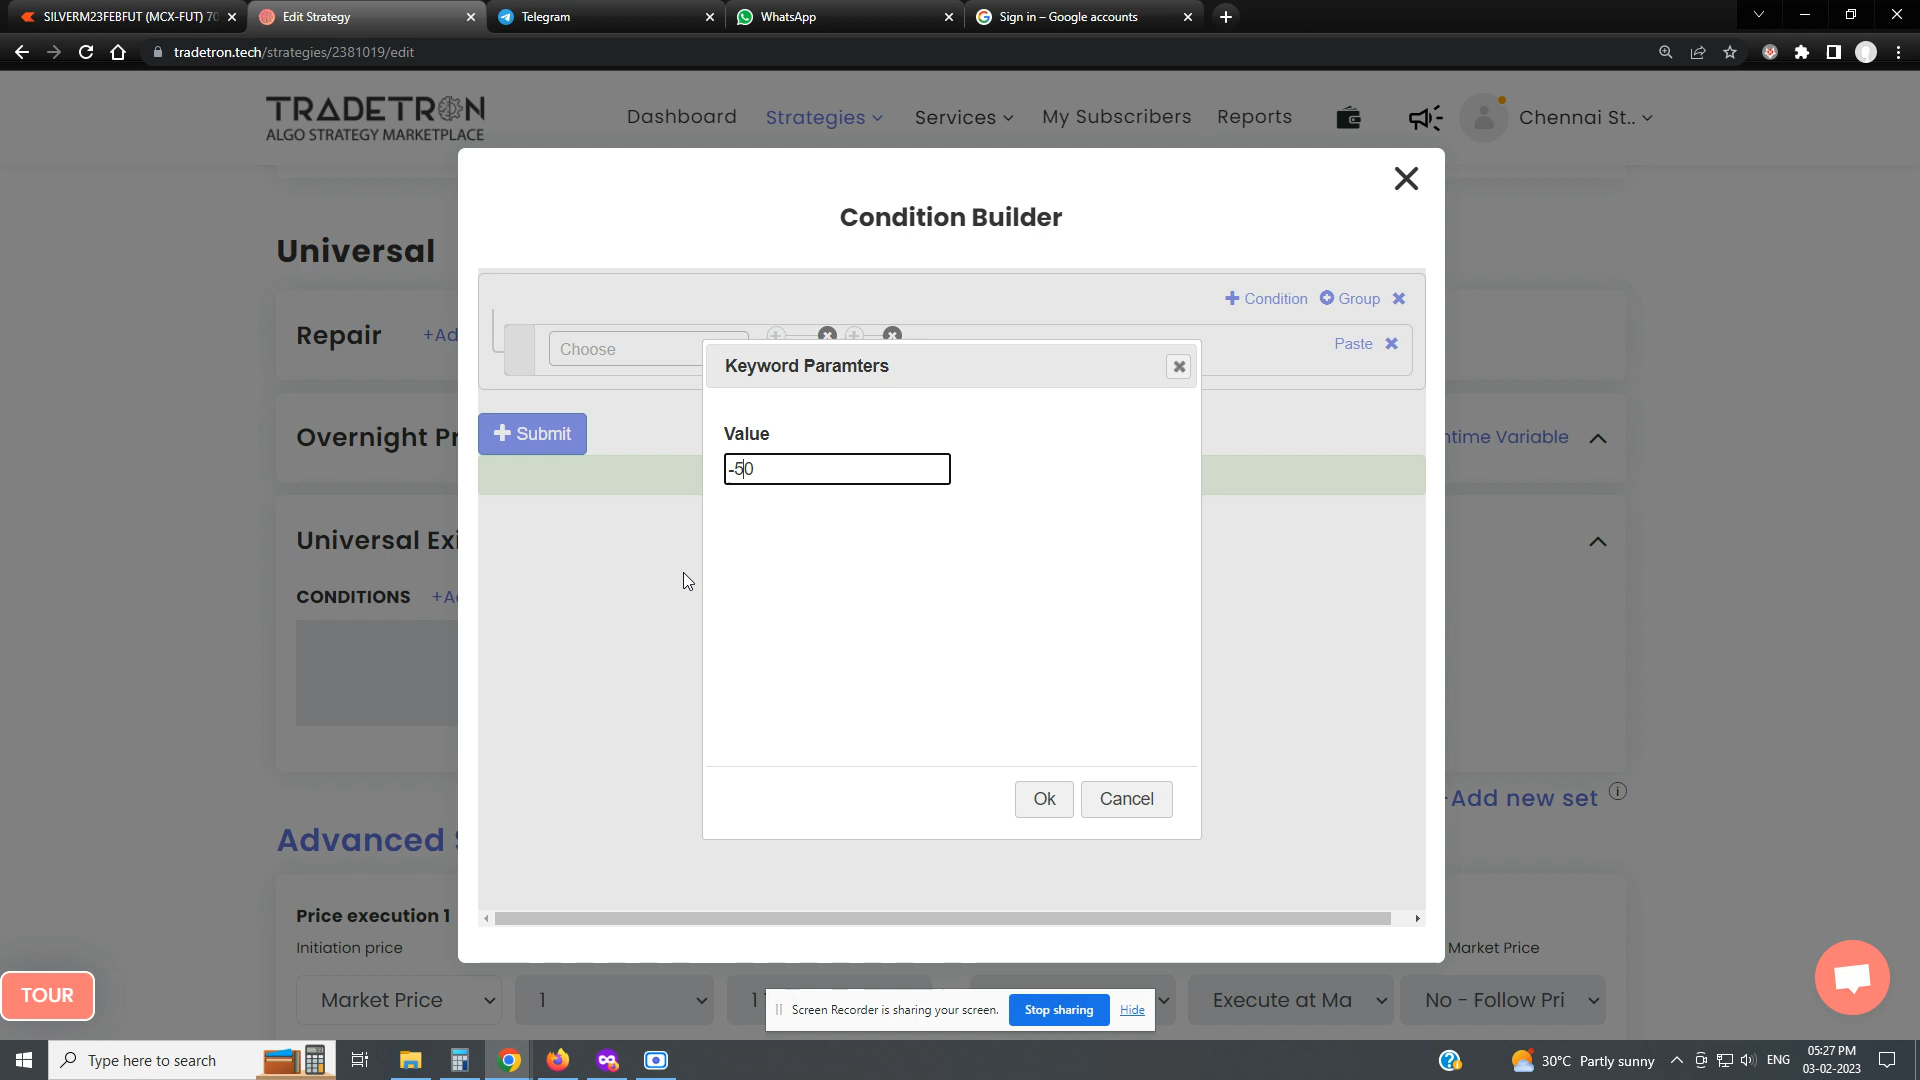 SILVERM23FEBFUT (MCX-FUT) 70
Edit Strategy
Telegram
WhatsApp
Sign in – Google accounts
tradetron.tech/strategies/2381019/edit
TRADETRON
ALGO STRATEGY MARKETPLACE
Dashboard
Strategies
Services
My Subscribers
Reports
Chennai St..
Condition Builder
Universal
+ Condition
Group
Repair
+Ad
Choose
Paste
Keyword Paramters
Value
-50
+ Submit
Overnight Pr
ntime Variable
Universal Exi
CONDITIONS
+A
Ok
Cancel
Add new set
Advanced
Price execution 1
Initiation price
Market Price
Market Price
1
1
Execute at Ma
No - Follow Pri
TOUR
Screen Recorder is sharing your screen.
Stop sharing
Hide
Type here to search
30°C Partly sunny
ENG
05:27 PM
03-02-2023